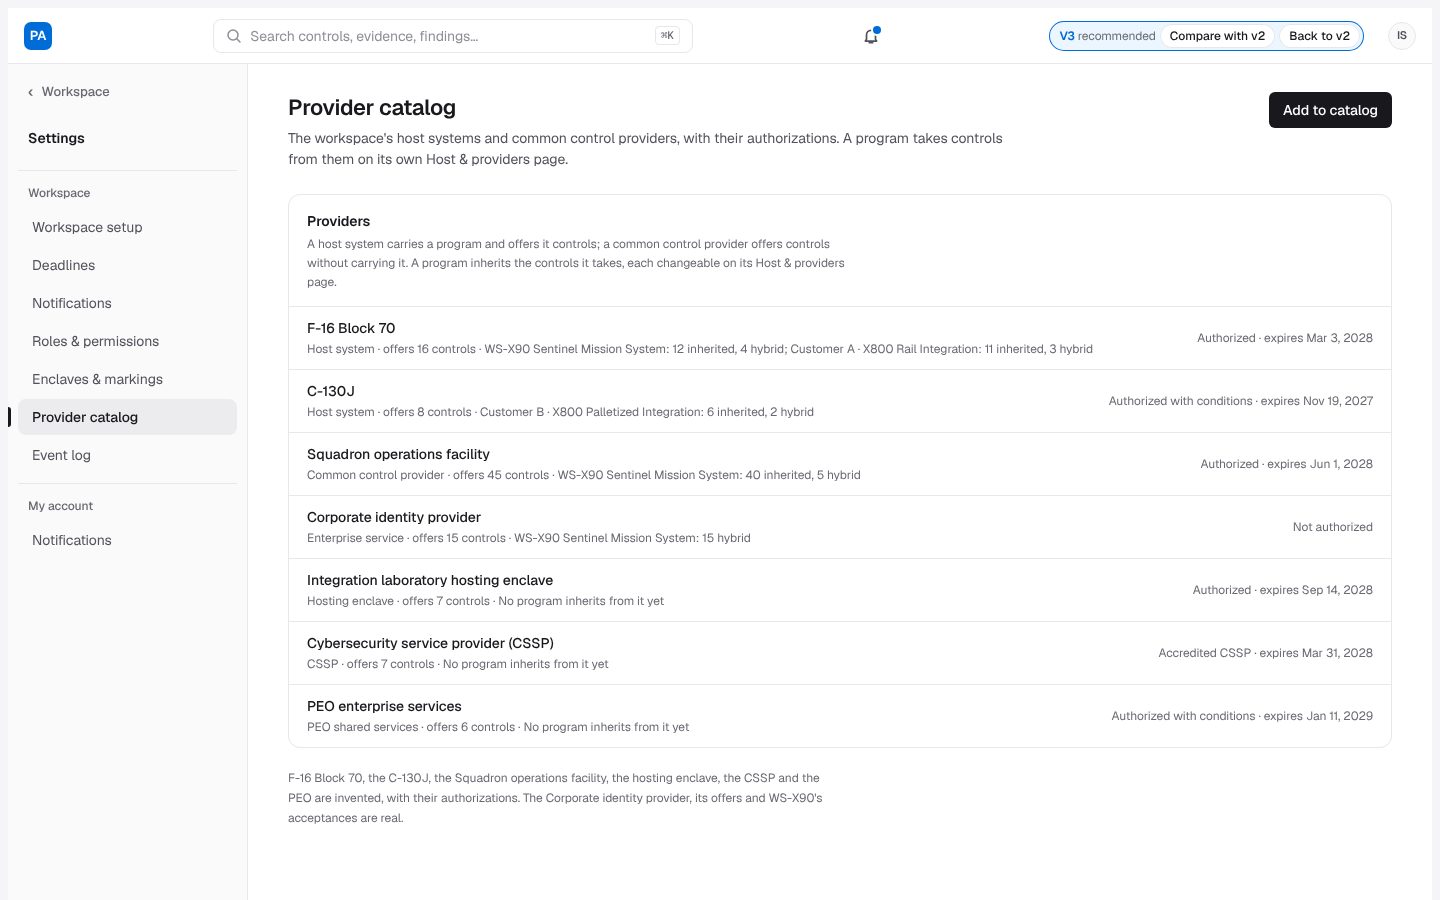 PA
Search controls, evidence, findings...
⌘K
V3 recommended
Compare with v2
Back to v2
IS
‹ Workspace
Settings
Workspace
Workspace setup
Deadlines
Notifications
Roles & permissions
Enclaves & markings
Provider catalog
Event log
My account
Notifications
Provider catalog
Add to catalog
The workspace's host systems and common control providers, with their authorizations. A program takes controls
from them on its own Host & providers page.
Providers
A host system carries a program and offers it controls; a common control provider offers controls
without carrying it. A program inherits the controls it takes, each changeable on its Host & providers
page.
F-16 Block 70
Host system · offers 16 controls · WS-X90 Sentinel Mission System: 12 inherited, 4 hybrid; Customer A · X800 Rail Integration: 11 inherited, 3 hybrid
Authorized · expires Mar 3, 2028
C-130J
Host system · offers 8 controls · Customer B · X800 Palletized Integration: 6 inherited, 2 hybrid
Authorized with conditions · expires Nov 19, 2027
Squadron operations facility
Common control provider · offers 45 controls · WS-X90 Sentinel Mission System: 40 inherited, 5 hybrid
Authorized · expires Jun 1, 2028
Corporate identity provider
Enterprise service · offers 15 controls · WS-X90 Sentinel Mission System: 15 hybrid
Not authorized
Integration laboratory hosting enclave
Hosting enclave · offers 7 controls · No program inherits from it yet
Authorized · expires Sep 14, 2028
Cybersecurity service provider (CSSP)
CSSP · offers 7 controls · No program inherits from it yet
Accredited CSSP · expires Mar 31, 2028
PEO enterprise services
PEO shared services · offers 6 controls · No program inherits from it yet
Authorized with conditions · expires Jan 11, 2029
F-16 Block 70, the C-130J, the Squadron operations facility, the hosting enclave, the CSSP and the
PEO are invented, with their authorizations. The Corporate identity provider, its offers and WS-X90's
acceptances are real.